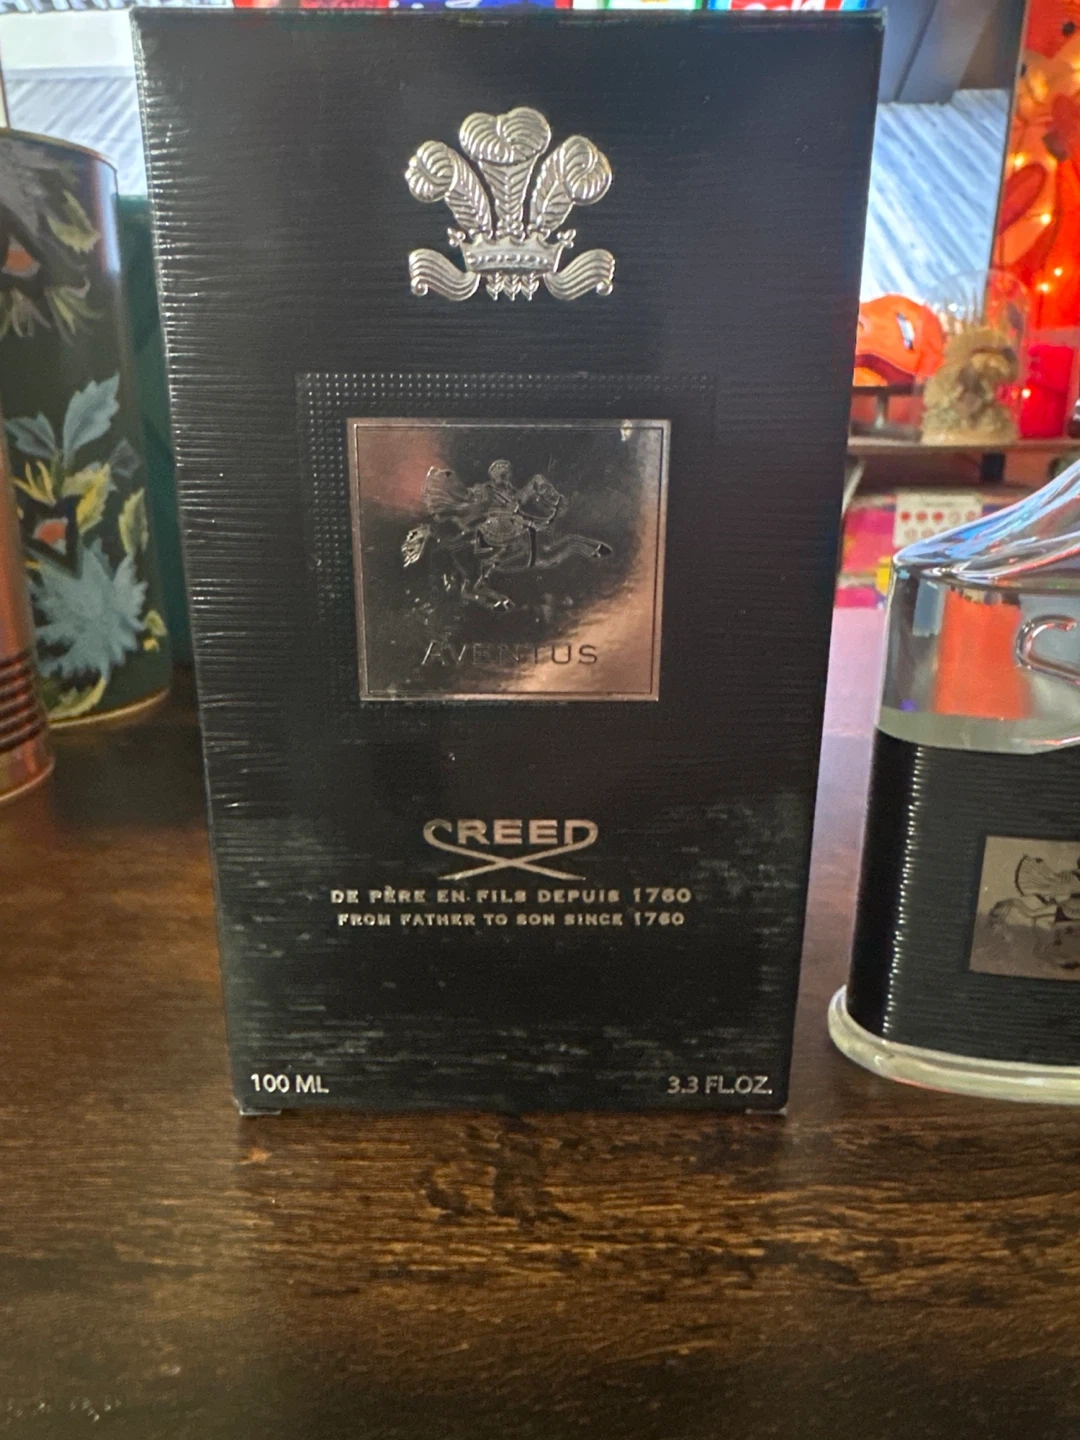 AVENTUS
CREED
DE PÈRE EN FILS DEPUIS 1760
FROM FATHER TO SON SINCE 1760
100 ML
3.3 FL.OZ.